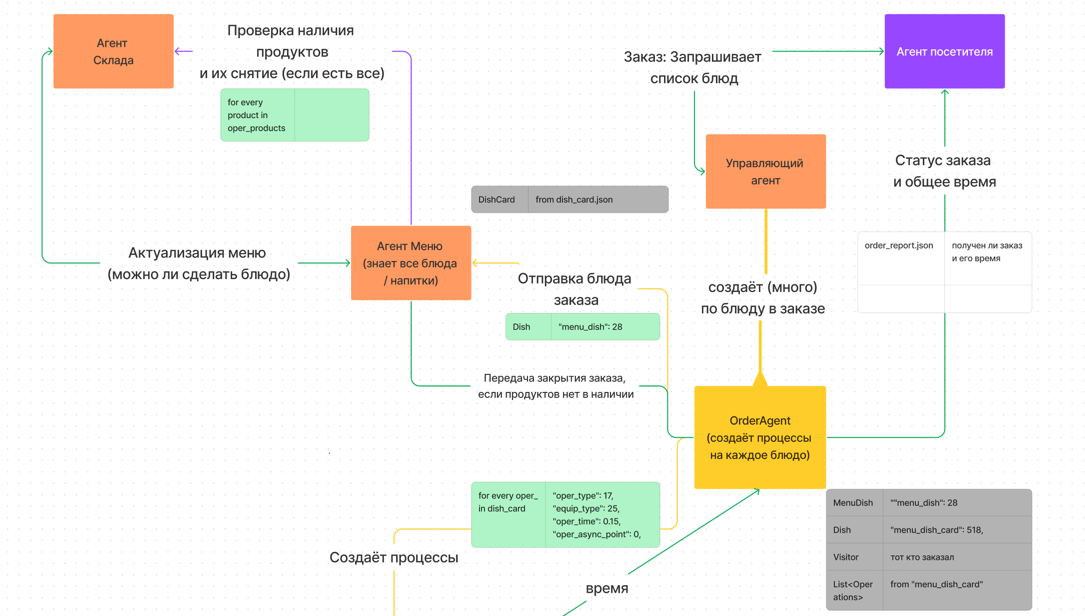 Агент
Склада
Проверка наличия
продуктов
и их снятие (если есть все)
for every
product in
oper_products
Заказ: Запрашивает
список блюд
Агент посетителя
Управляющий
агент
Статус заказа
и общее время
DishCard
from dish_card.json
order_report.json
получен ли заказ
и его время
Агент Меню
(знает все блюда
/ напитки)
Актуализация меню
(можно ли сделать блюдо)
Отправка блюда
заказа
создаёт (много)
по блюду в заказе
Dish
"menu_dish": 28
Передача закрытия заказа,
если продуктов нет в наличии
OrderAgent
(создаёт процессы
на каждое блюдо)
for every oper_
in dish_card
"oper_type": 17,
"equip_type": 25,
"oper_time": 0.15,
"oper_async_point": 0,
MenuDish
""menu_dish": 28
Dish
"menu_dish_card": 518,
Visitor
тот кто заказал
List<Oper
ations>
from "menu_dish_card"
Создаёт процессы
время